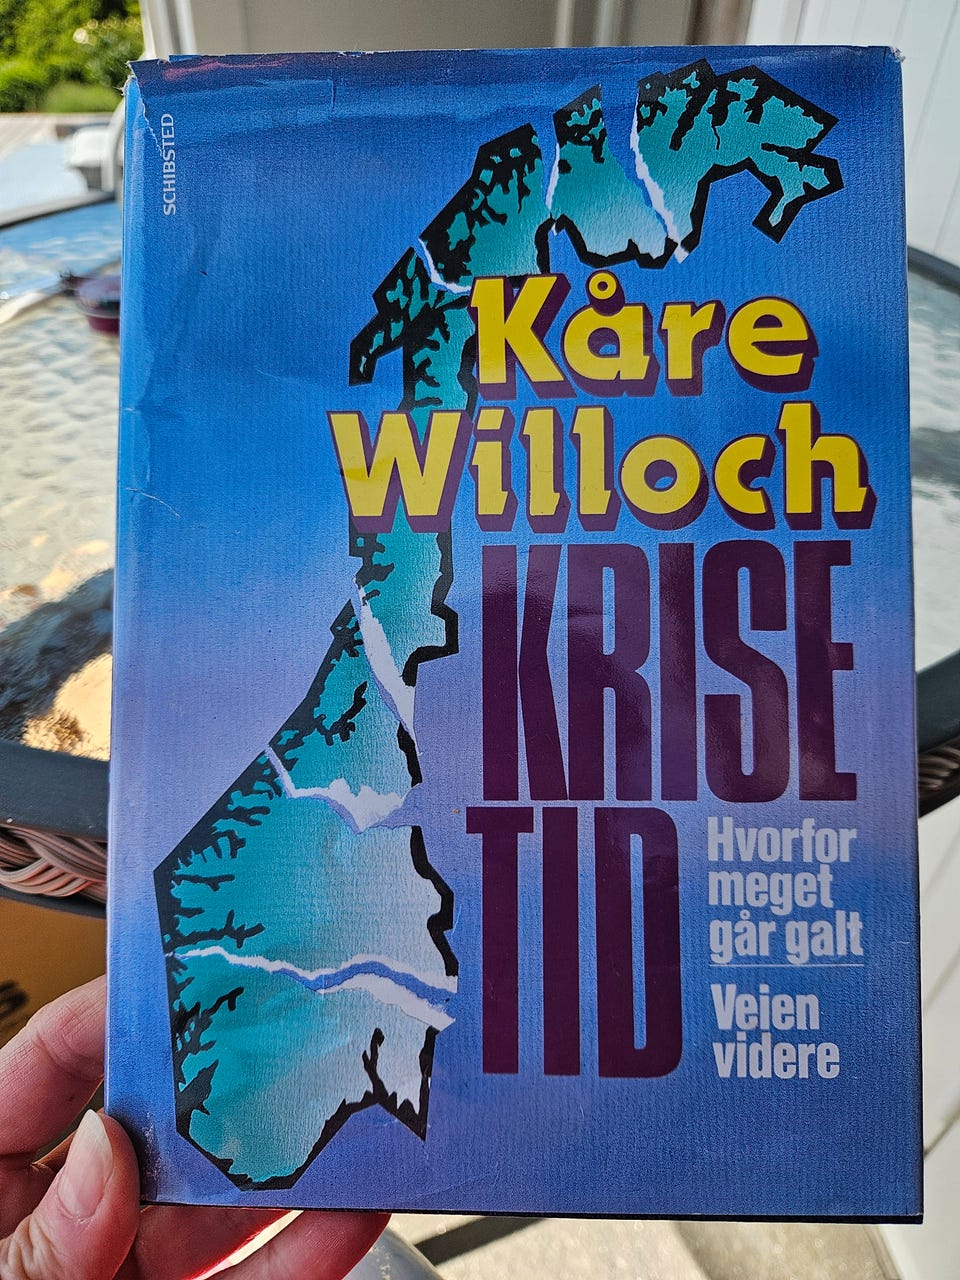 SCHIBSTED
Kåre
Willoch
KRISE
TID
Hvorfor
meget
går galt
Veien
videre